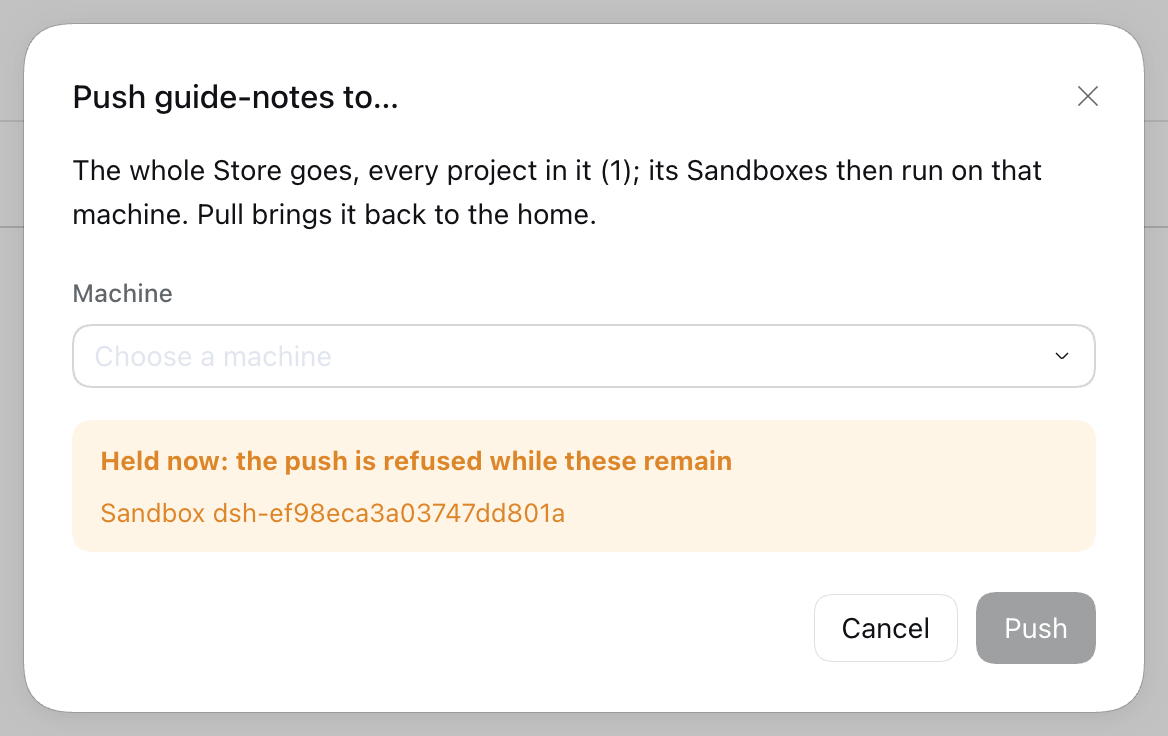 Push guide-notes to...
The whole Store goes, every project in it (1); its Sandboxes then run on that
machine. Pull brings it back to the home.
Machine
Choose a machine
Held now: the push is refused while these remain
Sandbox dsh-ef98eca3a03747dd801a
Cancel
Push